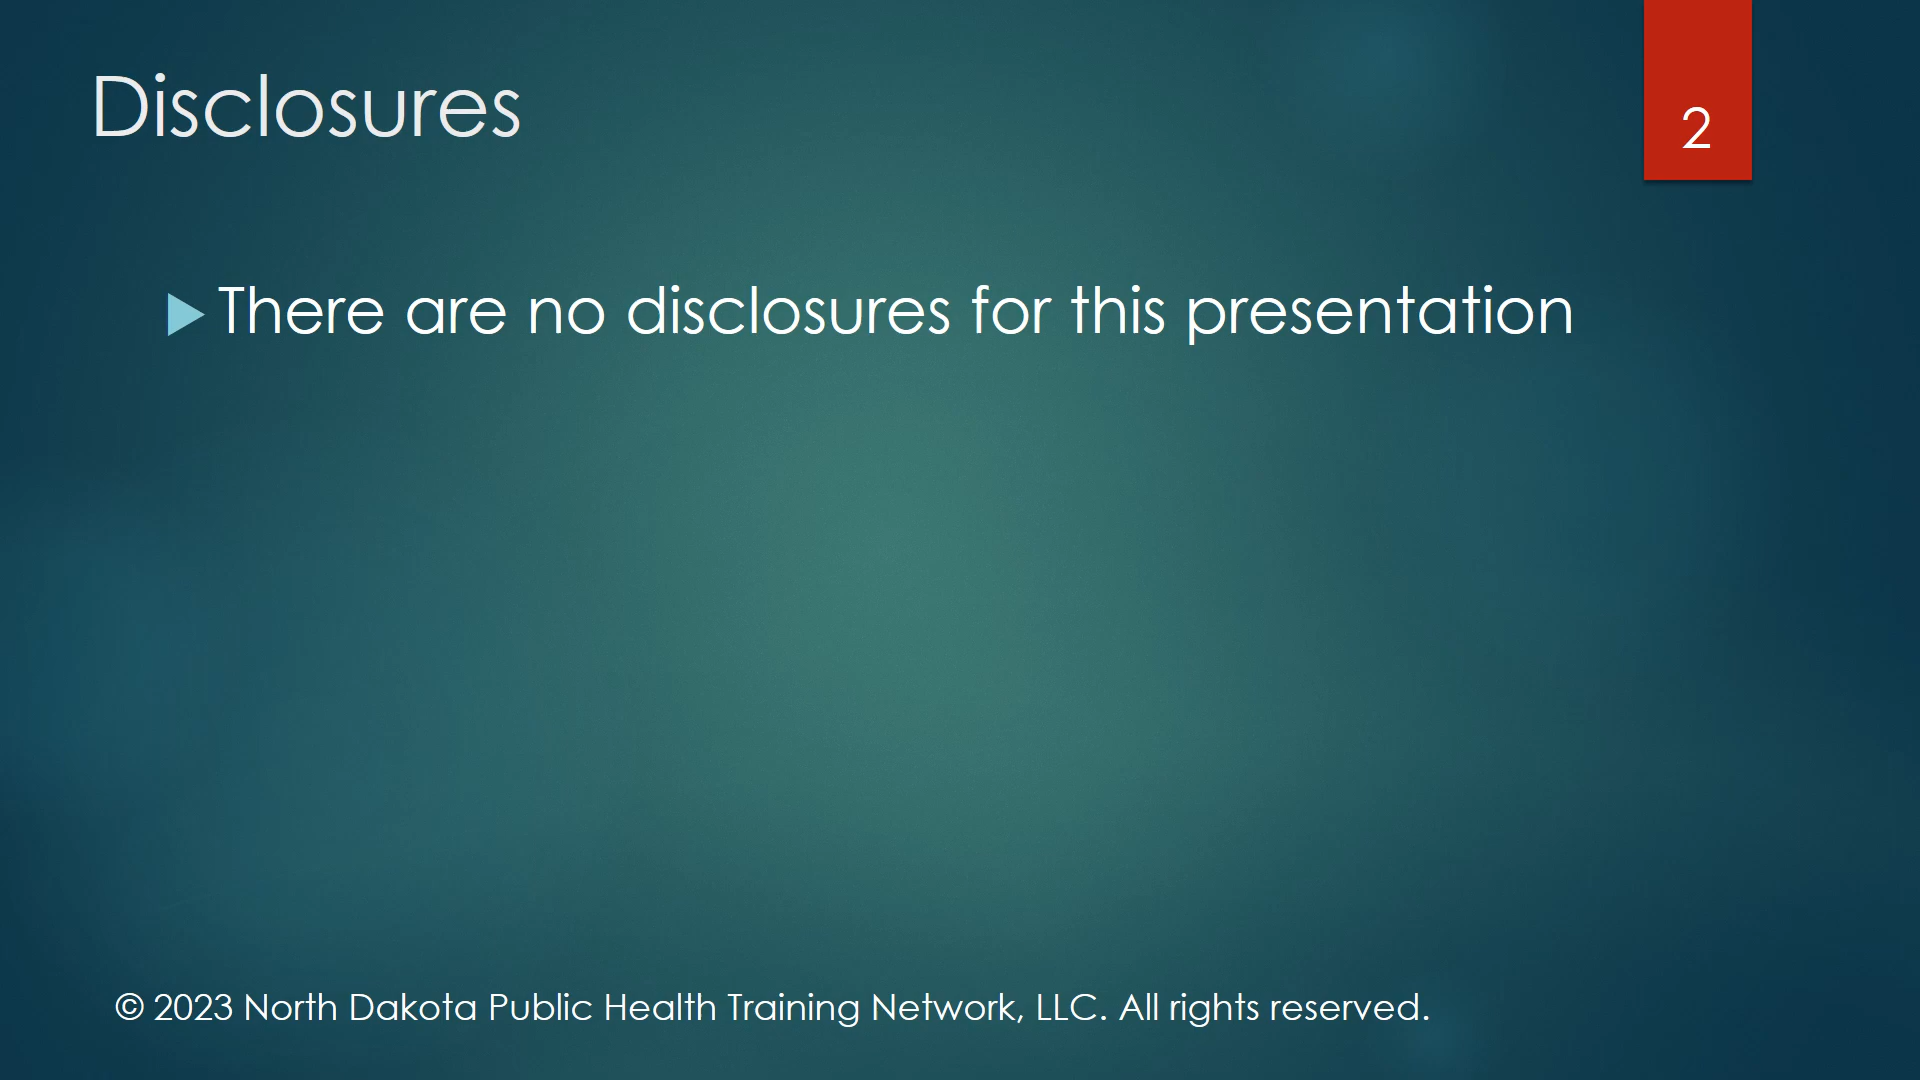 Disclosures
2
There are no disclosures for this presentation
© 2023 North Dakota Public Health Training Network, LLC. All rights reserved.